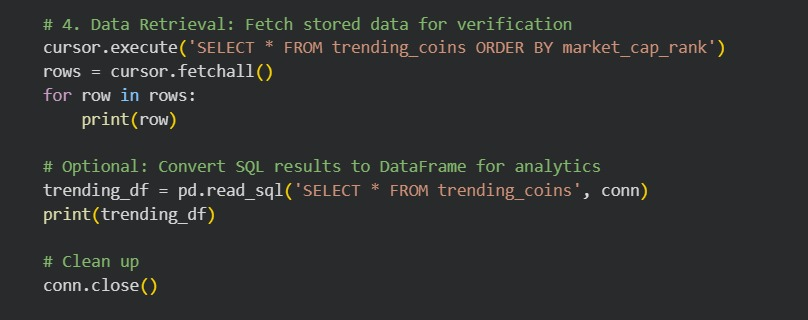 # 4. Data Retrieval: Fetch stored data for verification
cursor.execute('SELECT * FROM trending_coins ORDER BY market_cap_rank')
rows = cursor.fetchall()
for row in rows:
    print(row)

# Optional: Convert SQL results to DataFrame for analytics
trending_df = pd.read_sql('SELECT * FROM trending_coins', conn)
print(trending_df)

# Clean up
conn.close()